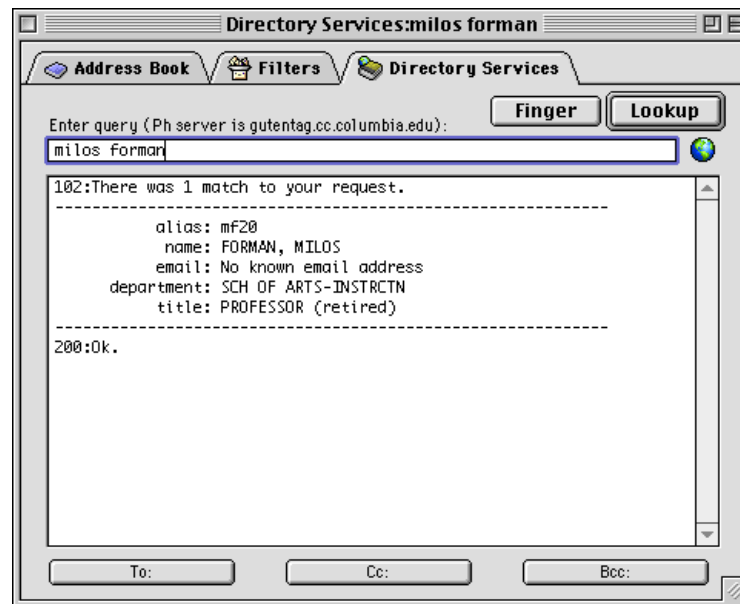 Directory Services:milos forman
Address Book Filters Directory Services
Finger Lookup
Enter query (Ph server is gutentag.cc.columbia.edu):
milos forman
102:There was 1 match to your request.
-----------------------------------------------------------
alias: mf20
name: FORMAN, MILOS
email: No known email address
department: SCH OF ARTS-INSTRCTN
title: PROFESSOR (retired)
-----------------------------------------------------------
200:Ok.
To: Cc: Bcc: